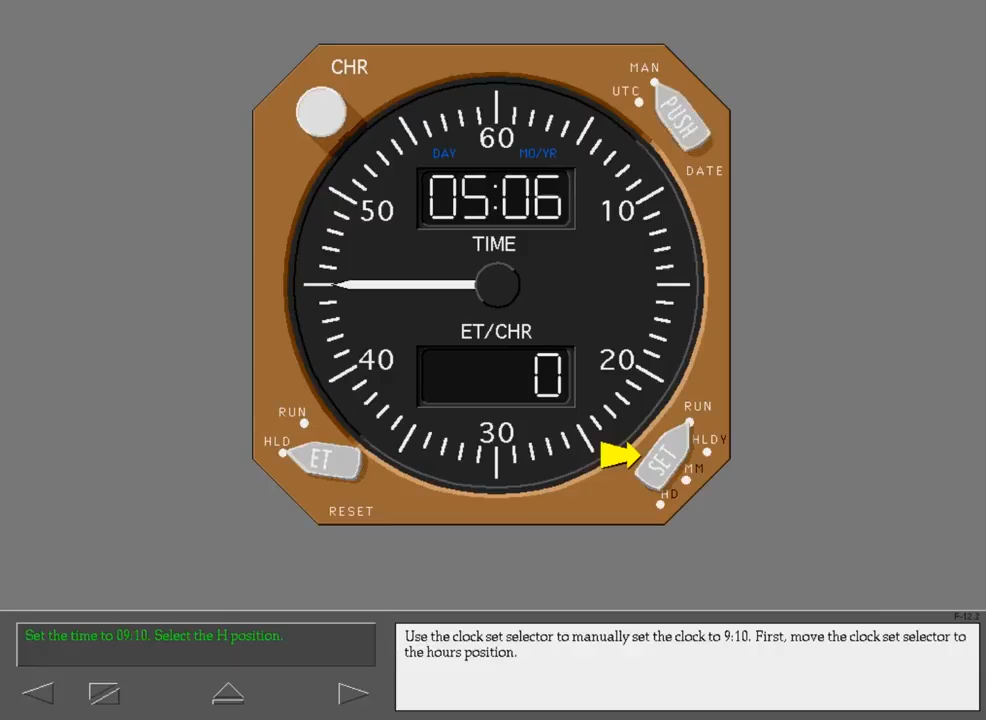 CHR
MAN
UTC
PUSH
DATE
60
DAY MO/YR
05:06
50 10
TIME
ET/CHR
40 20
0
30
RUN
HLD
ET
RESET
RUN
HLDY
SET
MM
HD
F-12.2
Set the time to 09:10. Select the H position.
Use the clock set selector to manually set the clock to 9:10. First, move the clock set selector to
the hours position.